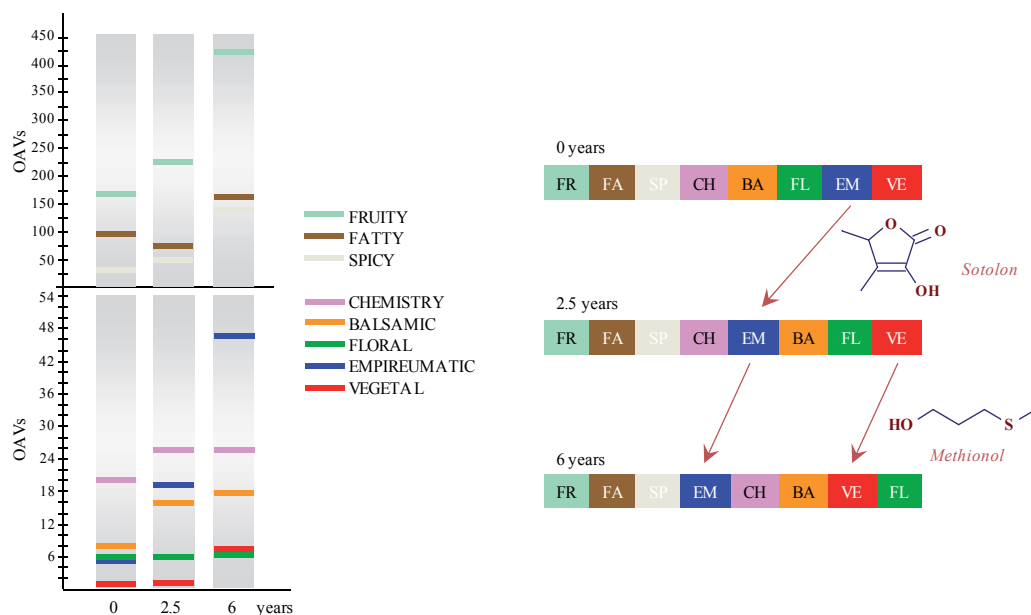 OAVs
450
400
350
300
250
200
150
100
50
OAVs
54
48
42
36
30
24
18
12
6
0 2.5 6 years
FRUITY
FATTY
SPICY
CHEMISTRY
BALSAMIC
FLORAL
EMPIREUMATIC
VEGETAL
0 years
FR FA SP CH BA FL EM VE
O
O
OH
Sotolon
2.5 years
FR FA SP CH EM BA FL VE
HO S
Methionol
6 years
FR FA SP EM CH BA VE FL